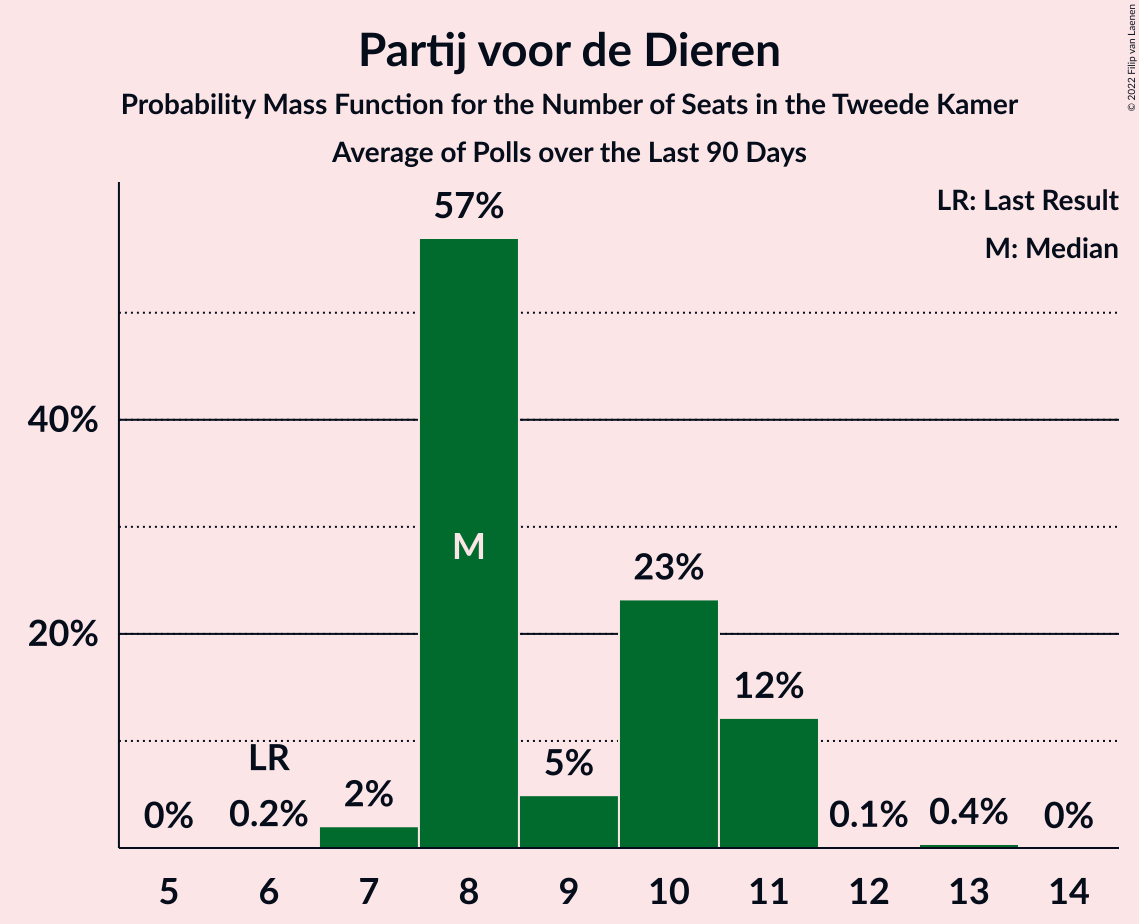 Partij voor de Dieren
Probability Mass Function for the Number of Seats in the Tweede Kamer
Average of Polls over the Last 90 Days
© 2022 Filip van Laenen
LR: Last Result
M: Median
57%
40%
M
23%
20%
12%
LR
5%
2%
0%
0.2%
0.1%
0.4%
0%
5 6 7 8 9 10 11 12 13 14